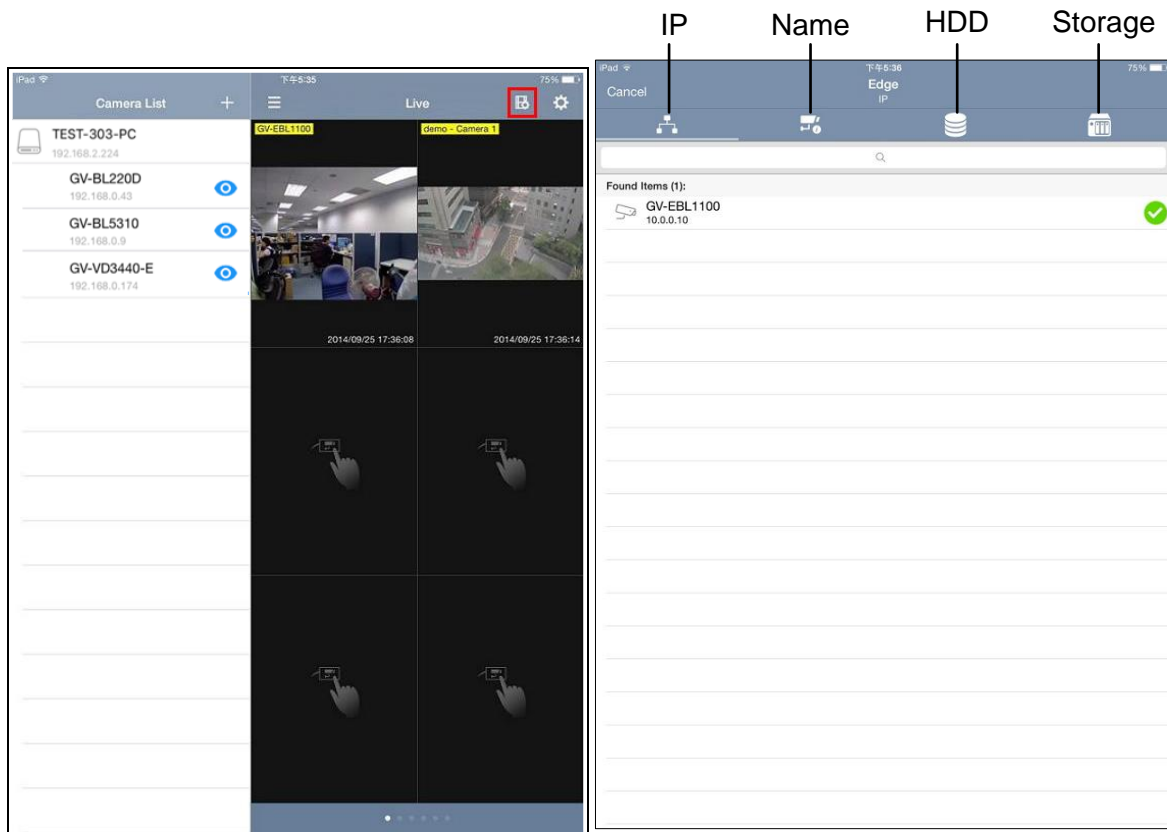 IP Name HDD Storage
iPad 下午5:35 75%
Camera List + Live
TEST-303-PC
192.168.2.224
GV-BL220D
192.168.0.43
GV-BL5310
192.168.0.9
GV-VD3440-E
192.168.0.174
GV-EBL1100
demo - Camera 1
2014/09/25 17:36:08
2014/09/25 17:36:14
iPad 下午5:36 75%
Cancel Edge
IP
Found Items (1):
GV-EBL1100
10.0.0.10